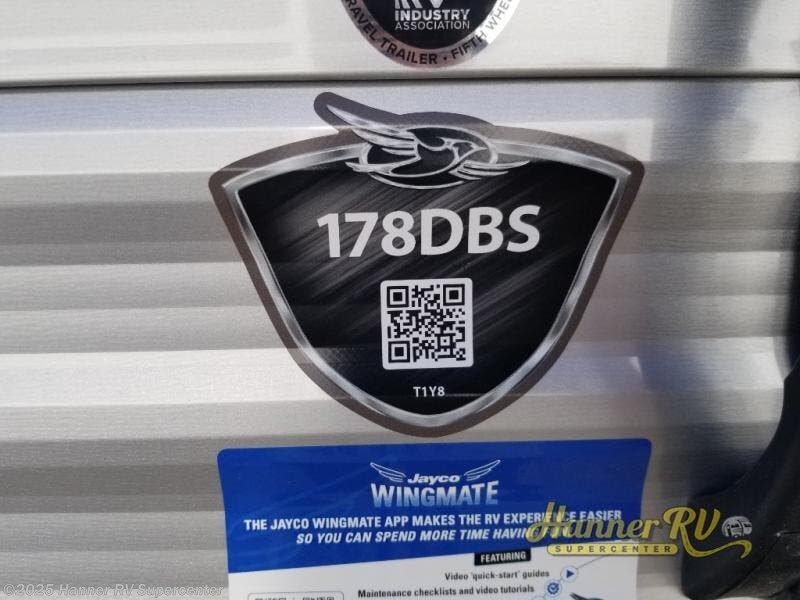 RV
INDUSTRY
ASSOCIATION
TRAVEL TRAILER • FIFTH WHEEL
178DBS
T1Y8
Jayco
WINGMATE
THE JAYCO WINGMATE APP MAKES THE RV EXPERIENCE EASIER
SO YOU CAN SPEND MORE TIME HAVING
Hanner RV
SUPERCENTER
FEATURING
Video 'quick-start' guides
Maintenance checklists and video tutorials
©2025 Hanner RV Supercenter